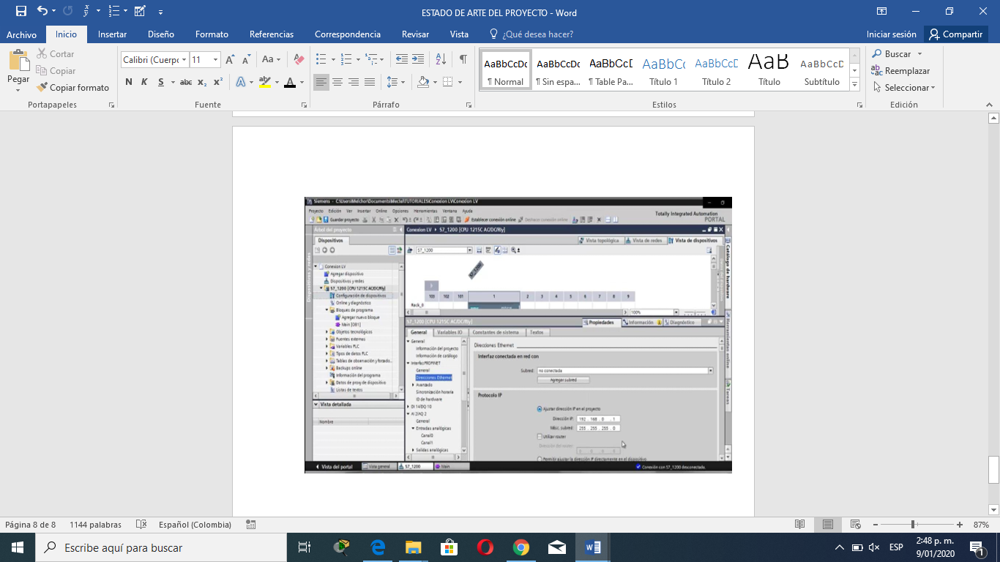 ESTADO DE ARTE DEL PROYECTO - Word
Archivo Inicio Insertar Diseño Formato Referencias Correspondencia Revisar Vista ¿Qué desea hacer? Iniciar sesión Compartir
Pegar
Cortar
Copiar
Copiar formato
Portapapeles
Calibri (Cuerpo 11
N K S abc x₂ x²
Fuente
Párrafo
AaBbCcDc AaBbCcDc AaBbCcD AaBbCc AaBbCcD AaB AaBbCcD
¶ Normal ¶ Sin espa... ¶ Table Pa... Título 1 Título 2 Título Subtítulo
Estilos
Buscar
Reemplazar
Seleccionar
Edición
Siemens - C:\Users\Melchor\Documents\Mectel\TUTORIALES\Conexion LV\Conexion LV
Proyecto Edición Ver Insertar Online Opciones Herramientas Ventana Ayuda
Guardar proyecto Establecer conexión online Deshacer conexión online
Totally Integrated Automation
PORTAL
Árbol del proyecto
Dispositivos
Dispositivos y redes
Conexion LV
Agregar dispositivo
Dispositivos y redes
S7_1200 [CPU 1215C AC/DC/Rly]
Configuración de dispositivos
Online y diagnóstico
Bloques de programa
Agregar nuevo bloque
Main [OB1]
Objetos tecnológicos
Fuentes externas
Variables PLC
Tipos de datos PLC
Tablas de observación y forzado...
Backups online
Información del programa
Datos de proxy de dispositivo
Listas de textos
Vista detallada
Nombre
Conexion LV S7_1200 [CPU 1215C AC/DC/Rly]
Vista topológica Vista de redes Vista de dispositivos
S7_1200
S7_1200
103 102 101 1 2 3 4 5 6 7 8 9
Rack_0
100%
S7_1200 [CPU 1215C AC/DC/Rly]
Propiedades Información Diagnóstico
General Variables IO Constantes de sistema Textos
General
Información del proyecto
Información de catálogo
Interfaz PROFINET
General
Direcciones Ethernet
Avanzado
Sincronización horaria
ID de hardware
DI 14/DQ 10
AI 2/AQ 2
General
Entradas analógicas
Canal0
Canal1
Salidas analógicas
Direcciones Ethernet
Interfaz conectada en red con
Subred: no conectada
Agregar subred
Protocolo IP
Ajustar dirección IP en el proyecto
Dirección IP: 192 . 168 . 0 . 1
Másc. subred: 255 . 255 . 255 . 0
Utilizar router
Dirección del router:
Permitir ajustar la dirección IP directamente en el dispositivo
Catálogo de hardware
Herramientas online
Tareas
Vista del portal Vista general S7_1200 Main Conexión con S7_1200 desconectada.
Página 8 de 8 1144 palabras Español (Colombia) 87%
Escribe aquí para buscar
ESP
2:48 p. m.
9/01/2020
1